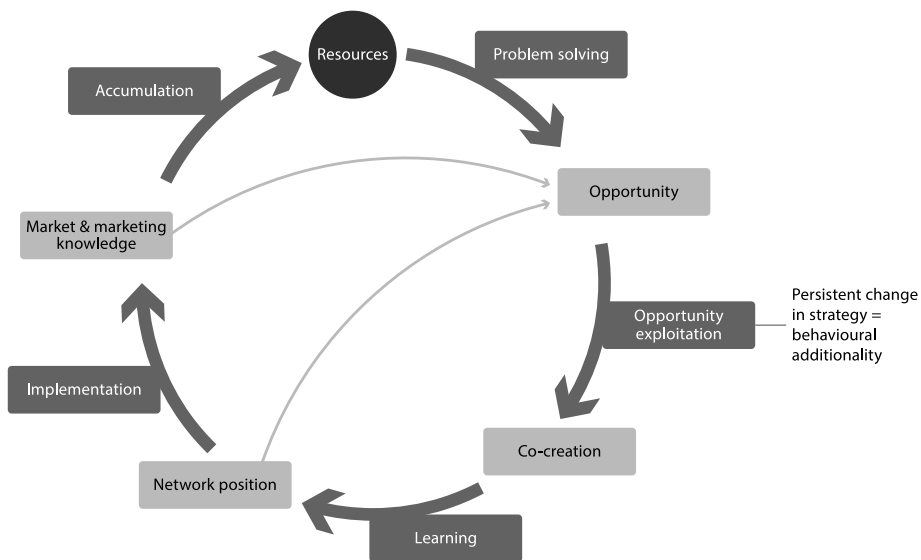 Resources
Problem solving
Accumulation
Opportunity
Market & marketing
knowledge
Opportunity
exploitation
Persistent change
in strategy =
behavioural
additionality
Implementation
Co-creation
Network position
Learning